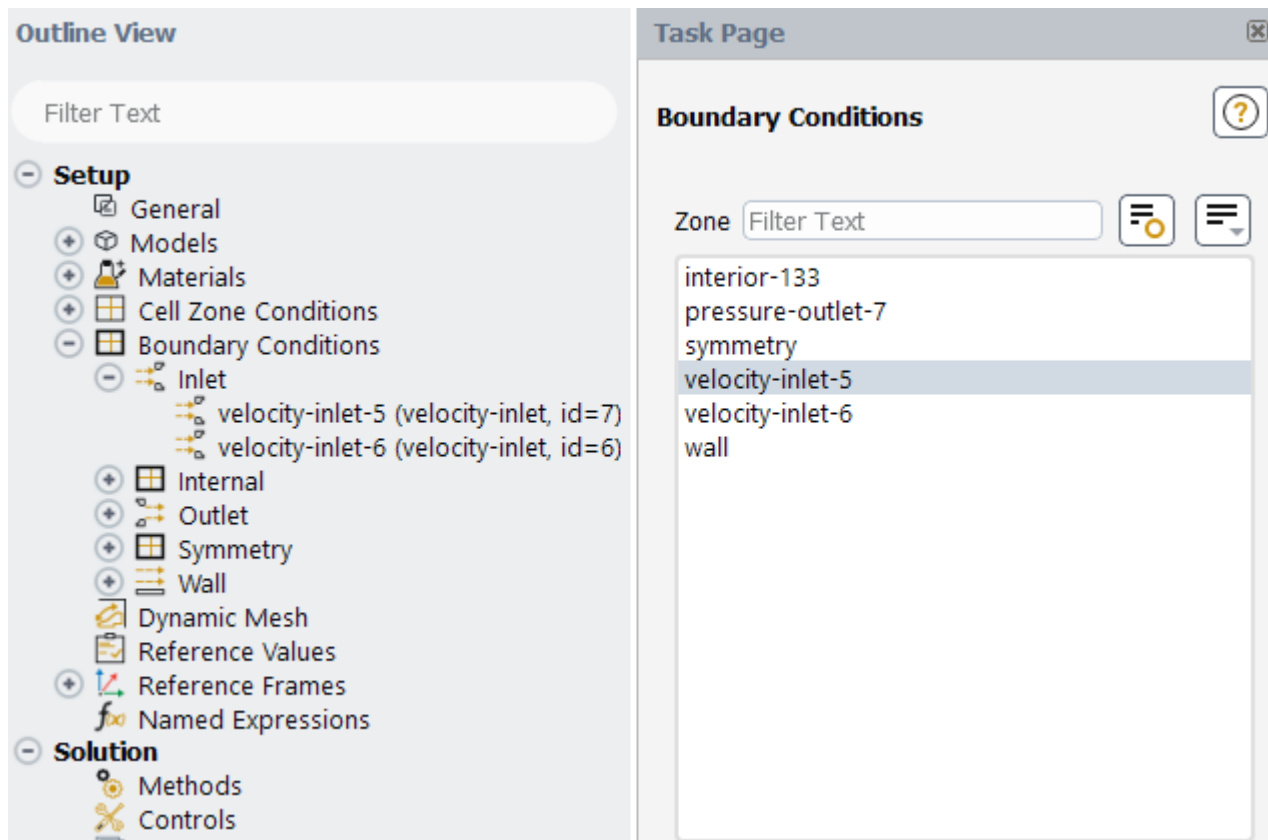 Outline View
Filter Text
Setup
General
Models
Materials
Cell Zone Conditions
Boundary Conditions
Inlet
velocity-inlet-5 (velocity-inlet, id=7)
velocity-inlet-6 (velocity-inlet, id=6)
Internal
Outlet
Symmetry
Wall
Dynamic Mesh
Reference Values
Reference Frames
f(x) Named Expressions
Solution
Methods
Controls
Task Page
Boundary Conditions
?
Zone Filter Text
interior-133
pressure-outlet-7
symmetry
velocity-inlet-5
velocity-inlet-6
wall